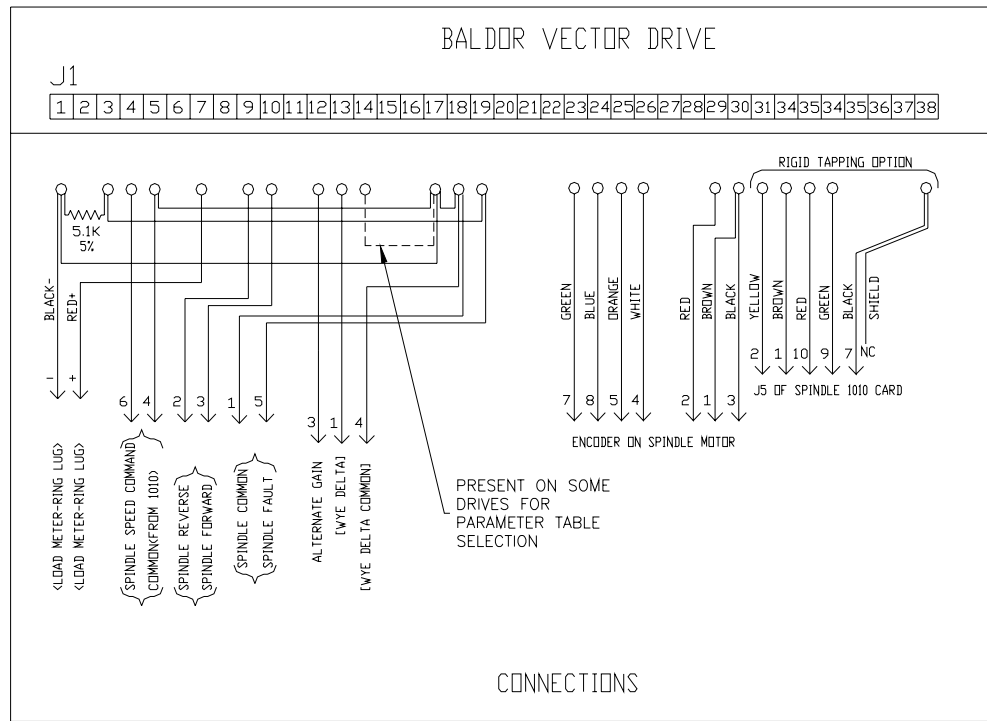 BALDOR VECTOR DRIVE
J1
1 2 3 4 5 6 7 8 9 10 11 12 13 14 15 16 17 18 19 20 21 22 23 24 25 26 27 28 29 30 31 34 35 34 35 36 37 38
RIGID TAPPING OPTION
5.1K
5%
BLACK-
RED+
GREEN
BLUE
ORANGE
WHITE
RED
BROWN
BLACK
YELLOW
BROWN
RED
GREEN
BLACK
SHIELD
- + 6 4 2 3 1 5 3 1 4
7 8 5 4 2 1 3
2 1 10 9 7 NC
J5 OF SPINDLE 1010 CARD
ENCODER ON SPINDLE MOTOR
<LOAD METER-RING LUG>
<LOAD METER-RING LUG>
SPINDLE SPEED COMMAND
COMMON(FROM 1010)
SPINDLE REVERSE
SPINDLE FORWARD
SPINDLE COMMON
SPINDLE FAULT
ALTERNATE GAIN
[WYE DELTA]
[WYE DELTA COMMON]
PRESENT ON SOME
DRIVES FOR
PARAMETER TABLE
SELECTION
CONNECTIONS